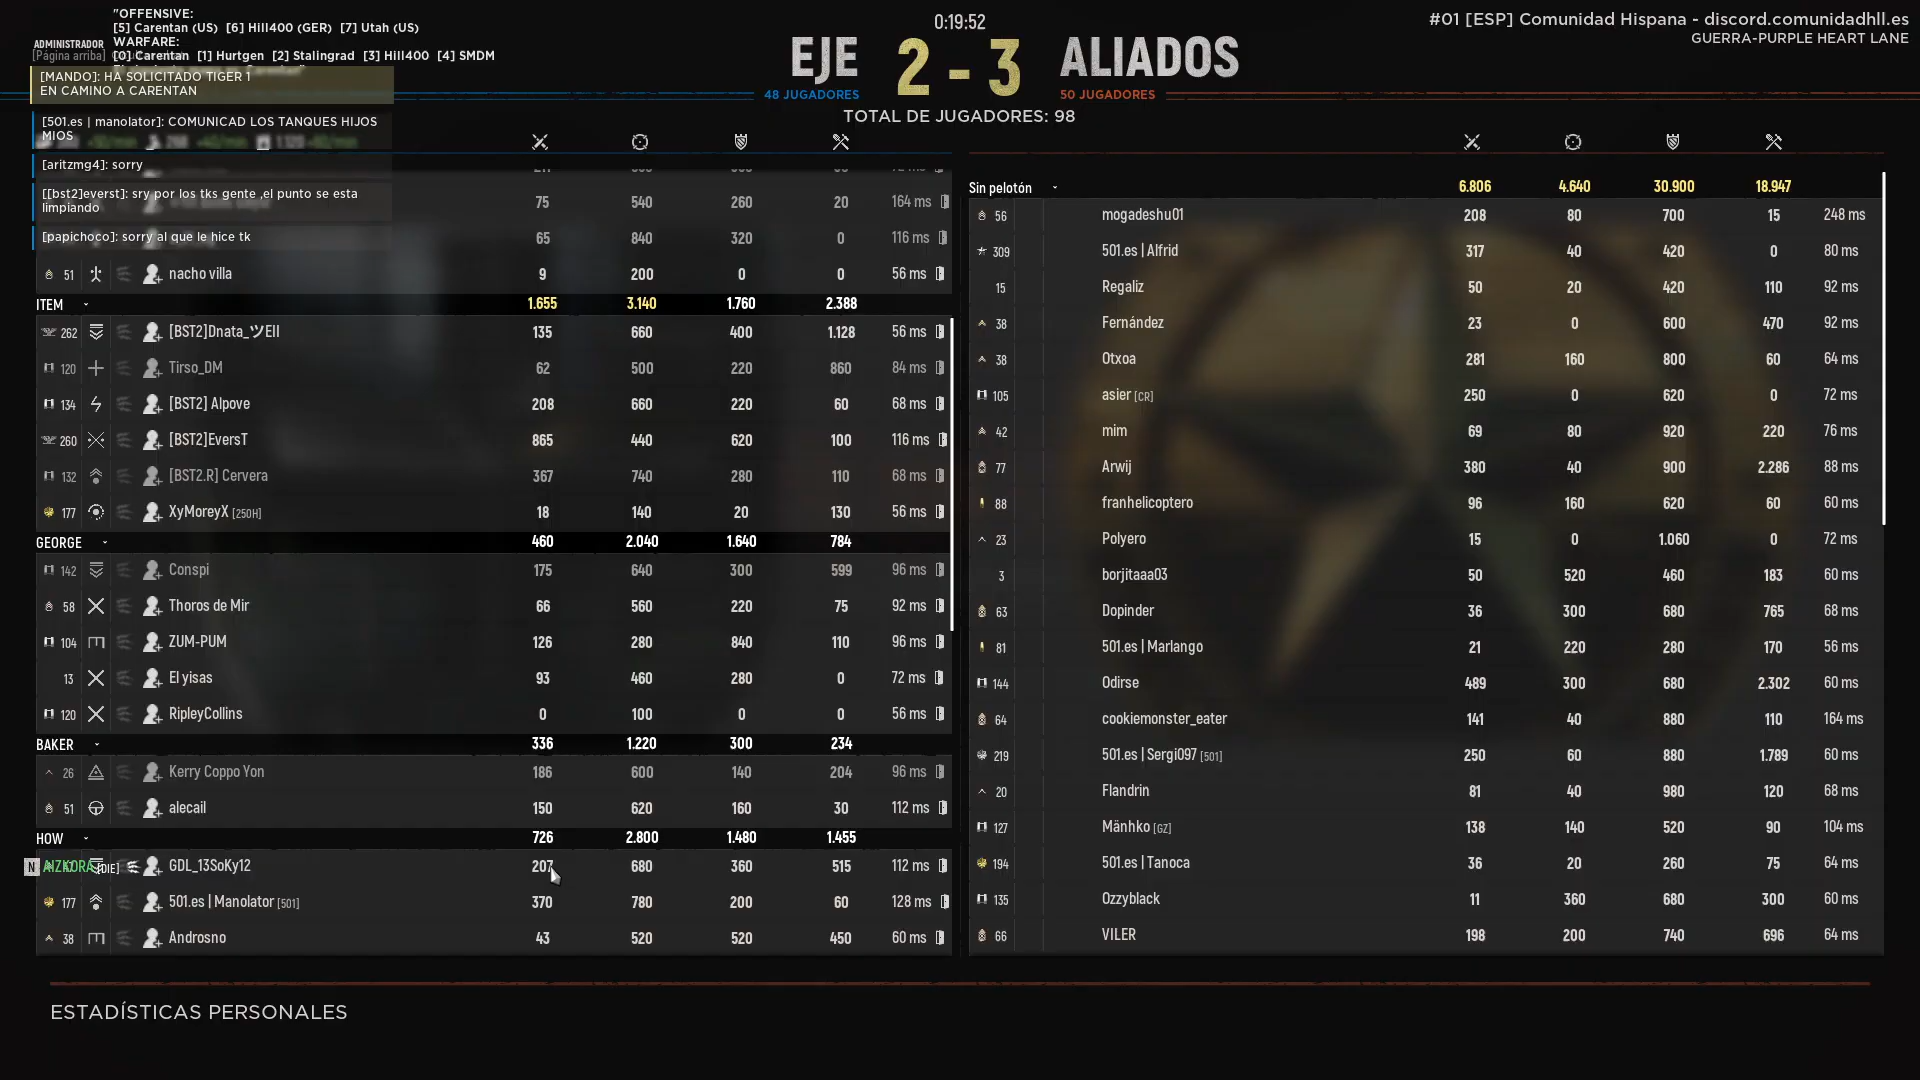 "OFFENSIVE:
[5] Carentan (US) [6] Hill400 (GER) [7] Utah (US)
WARFARE:
[0] Carentan [1] Hurtgen [2] Stalingrad [3] Hill400 [4] SMDM
ADMINISTRADOR
[Página arriba]
[MANDO]: HA SOLICITADO TIGER 1
EN CAMINO A CARENTAN
[501.es | manolator]: COMUNICAD LOS TANQUES HIJOS
MIOS
[aritzmg4]: sorry
[[bst2]everst]: sry por los tks gente ,el punto se esta
limpiando
[papichoco]: sorry al que le hice tk
0:19:52
EJE 2 - 3 ALIADOS
48 JUGADORES 50 JUGADORES
TOTAL DE JUGADORES: 98
#01 [ESP] Comunidad Hispana - discord.comunidadhll.es
GUERRA-PURPLE HEART LANE
75 540 260 20 164 ms
65 840 320 0 116 ms
51 nacho villa 9 200 0 0 56 ms
ITEM 1.655 3.140 1.760 2.388
262 [BST2]Dnata_ツEll 135 660 400 1.128 56 ms
120 Tirso_DM 62 500 220 860 84 ms
134 [BST2] Alpove 208 660 220 60 68 ms
260 [BST2]EversT 865 440 620 100 116 ms
132 [BST2.R] Cervera 367 740 280 110 68 ms
177 XyMoreyX [250H] 18 140 20 130 56 ms
GEORGE 460 2.040 1.640 784
142 Conspi 175 640 300 599 96 ms
58 Thoros de Mir 66 560 220 75 92 ms
104 ZUM-PUM 126 280 840 110 96 ms
13 El yisas 93 460 280 0 72 ms
120 RipleyCollins 0 100 0 0 56 ms
BAKER 336 1.220 300 234
26 Kerry Coppo Yon 186 600 140 204 96 ms
51 alecail 150 620 160 30 112 ms
HOW 726 2.800 1.480 1.455
N AIZKORA [DIE] GDL_13SoKy12 207 680 360 515 112 ms
177 501.es | Manolator [501] 370 780 200 60 128 ms
38 Androsno 43 520 520 450 60 ms
Sin pelotón 6.806 4.640 30.900 18.947
56 mogadeshu01 208 80 700 15 248 ms
309 501.es | Alfrid 317 40 420 0 80 ms
15 Regaliz 50 20 420 110 92 ms
38 Fernández 23 0 600 470 92 ms
38 Otxoa 281 160 800 60 64 ms
105 asier [CR] 250 0 620 0 72 ms
42 mim 69 80 920 220 76 ms
77 Arwij 380 40 900 2.286 88 ms
88 franhelicoptero 96 160 620 60 60 ms
23 Polyero 15 0 1.060 0 72 ms
3 borjitaaa03 50 520 460 183 60 ms
63 Dopinder 36 300 680 765 68 ms
81 501.es | Marlango 21 220 280 170 56 ms
144 Odirse 489 300 680 2.302 60 ms
64 cookiemonster_eater 141 40 880 110 164 ms
219 501.es | Sergi097 [501] 250 60 880 1.789 60 ms
20 Flandrin 81 40 980 120 68 ms
127 Mänhko [GZ] 138 140 520 90 104 ms
194 501.es | Tanoca 36 20 260 75 64 ms
135 Ozzyblack 11 360 680 300 60 ms
66 VILER 198 200 740 696 64 ms
ESTADÍSTICAS PERSONALES